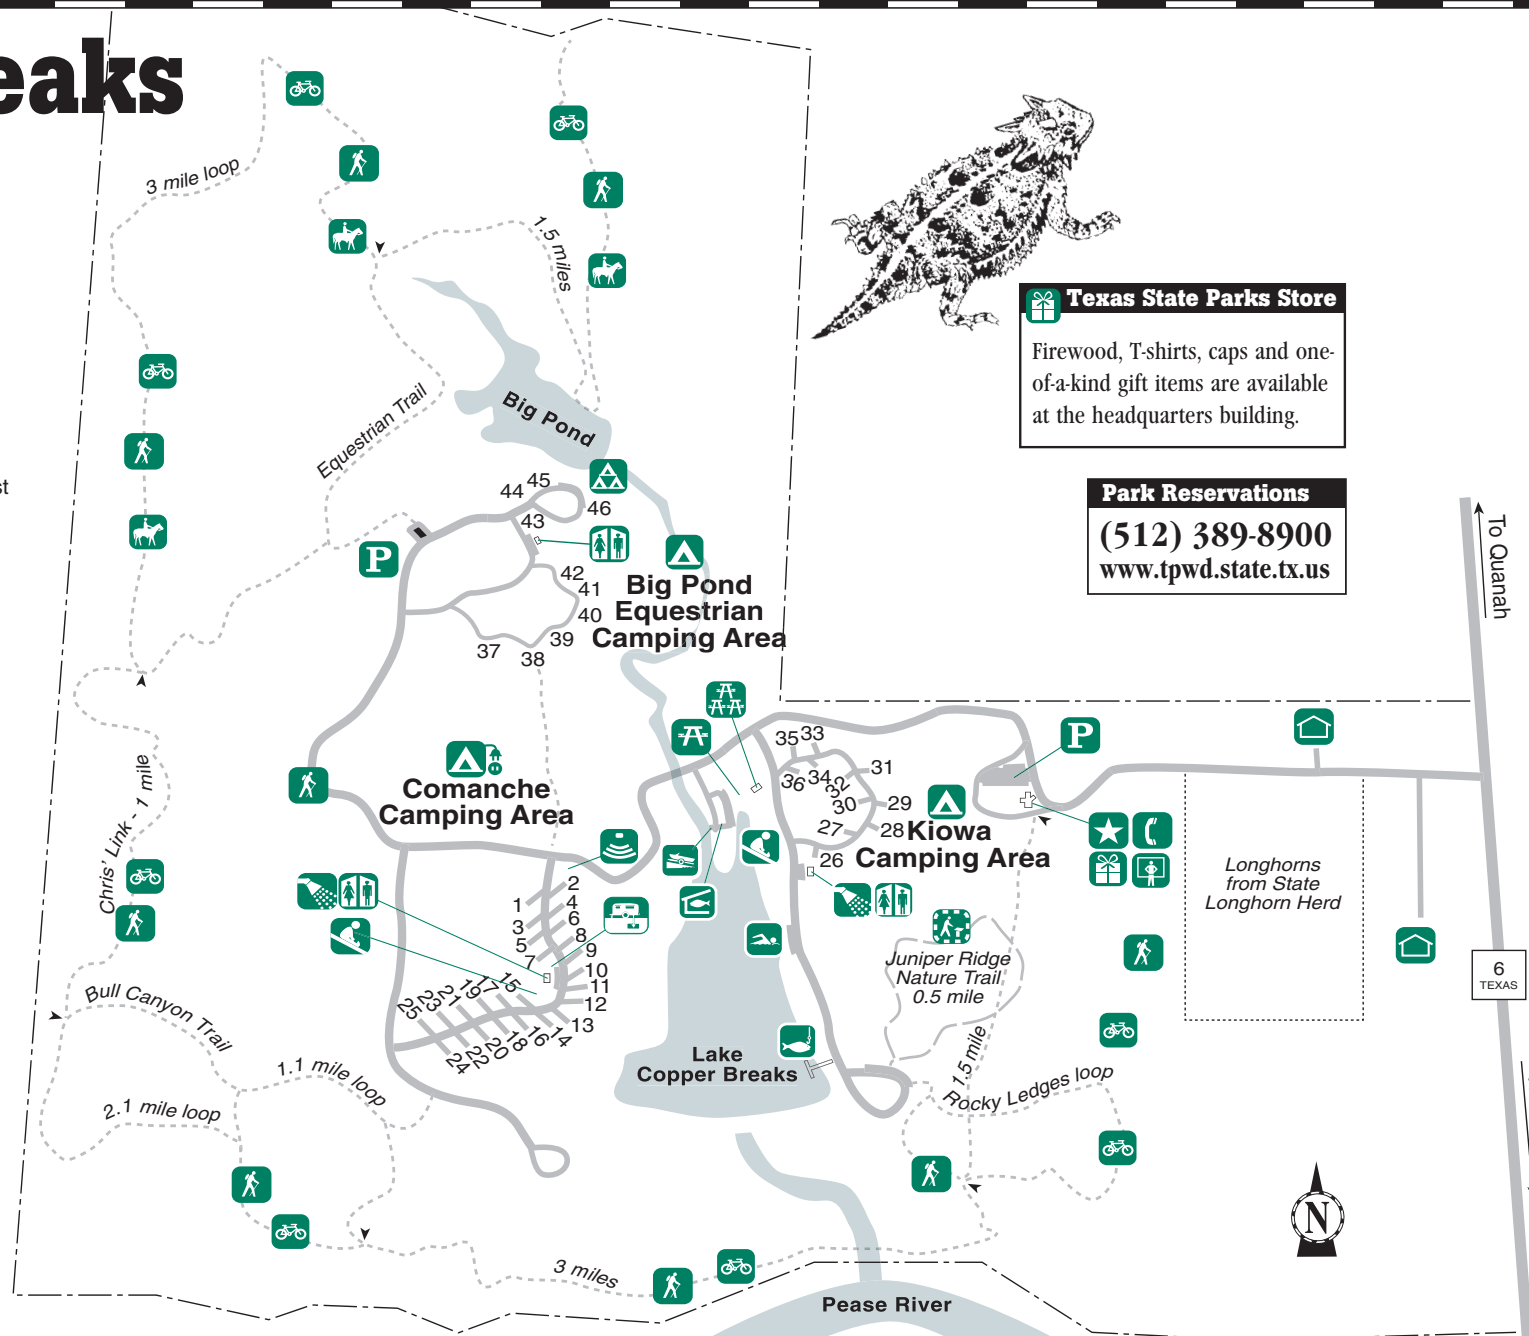 eaks
3 mile loop
1.5 miles
Texas State Parks Store
Firewood, T-shirts, caps and one-
of-a-kind gift items are available
at the headquarters building.
Big Pond
Equestrian Trail
st
Park Reservations
(512) 389-8900
www.tpwd.state.tx.us
To Quanah
45
44
46
43
P
42
41
40
39
38
37
Big Pond
Equestrian
Camping Area
35
33
P
36
34
32
31
30
29
28
27
26
Comanche
Camping Area
Kiowa
Camping Area
Chris' Link - 1 mile
Longhorns
from State
Longhorn Herd
2
1
4
3
6
5
8
7
9
10
11
12
13
15
17
19
21
23
25
14
16
18
20
22
24
Juniper Ridge
Nature Trail
0.5 mile
6
TEXAS
Bull Canyon Trail
1.1 mile loop
2.1 mile loop
Lake
Copper Breaks
1.5 mile
Rocky Ledges loop
N
3 miles
Pease River